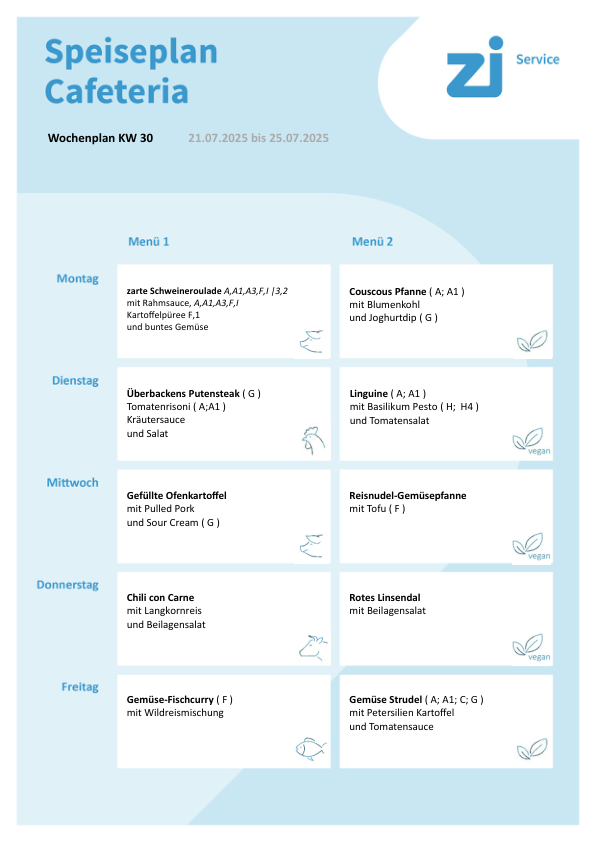 Speiseplan
Cafeteria
zi Service
Wochenplan KW 30 21.07.2025 bis 25.07.2025
Menü 1 Menü 2
Montag
zarte Schweineroulade A,A1,A3,F,I |3,2
mit Rahmsauce, A,A1,A3,F,I
Kartoffelpüree F,1
und buntes Gemüse
Couscous Pfanne ( A; A1 )
mit Blumenkohl
und Joghurtdip ( G )
Dienstag
Überbackens Putensteak ( G )
Tomatenrisoni ( A;A1 )
Kräutersauce
und Salat
Linguine ( A; A1 )
mit Basilikum Pesto ( H; H4 )
und Tomatensalat
vegan
Mittwoch
Gefüllte Ofenkartoffel
mit Pulled Pork
und Sour Cream ( G )
Reisnudel-Gemüsepfanne
mit Tofu ( F )
vegan
Donnerstag
Chili con Carne
mit Langkornreis
und Beilagensalat
Rotes Linsendal
mit Beilagensalat
vegan
Freitag
Gemüse-Fischcurry ( F )
mit Wildreismischung
Gemüse Strudel ( A; A1; C; G )
mit Petersilien Kartoffel
und Tomatensauce